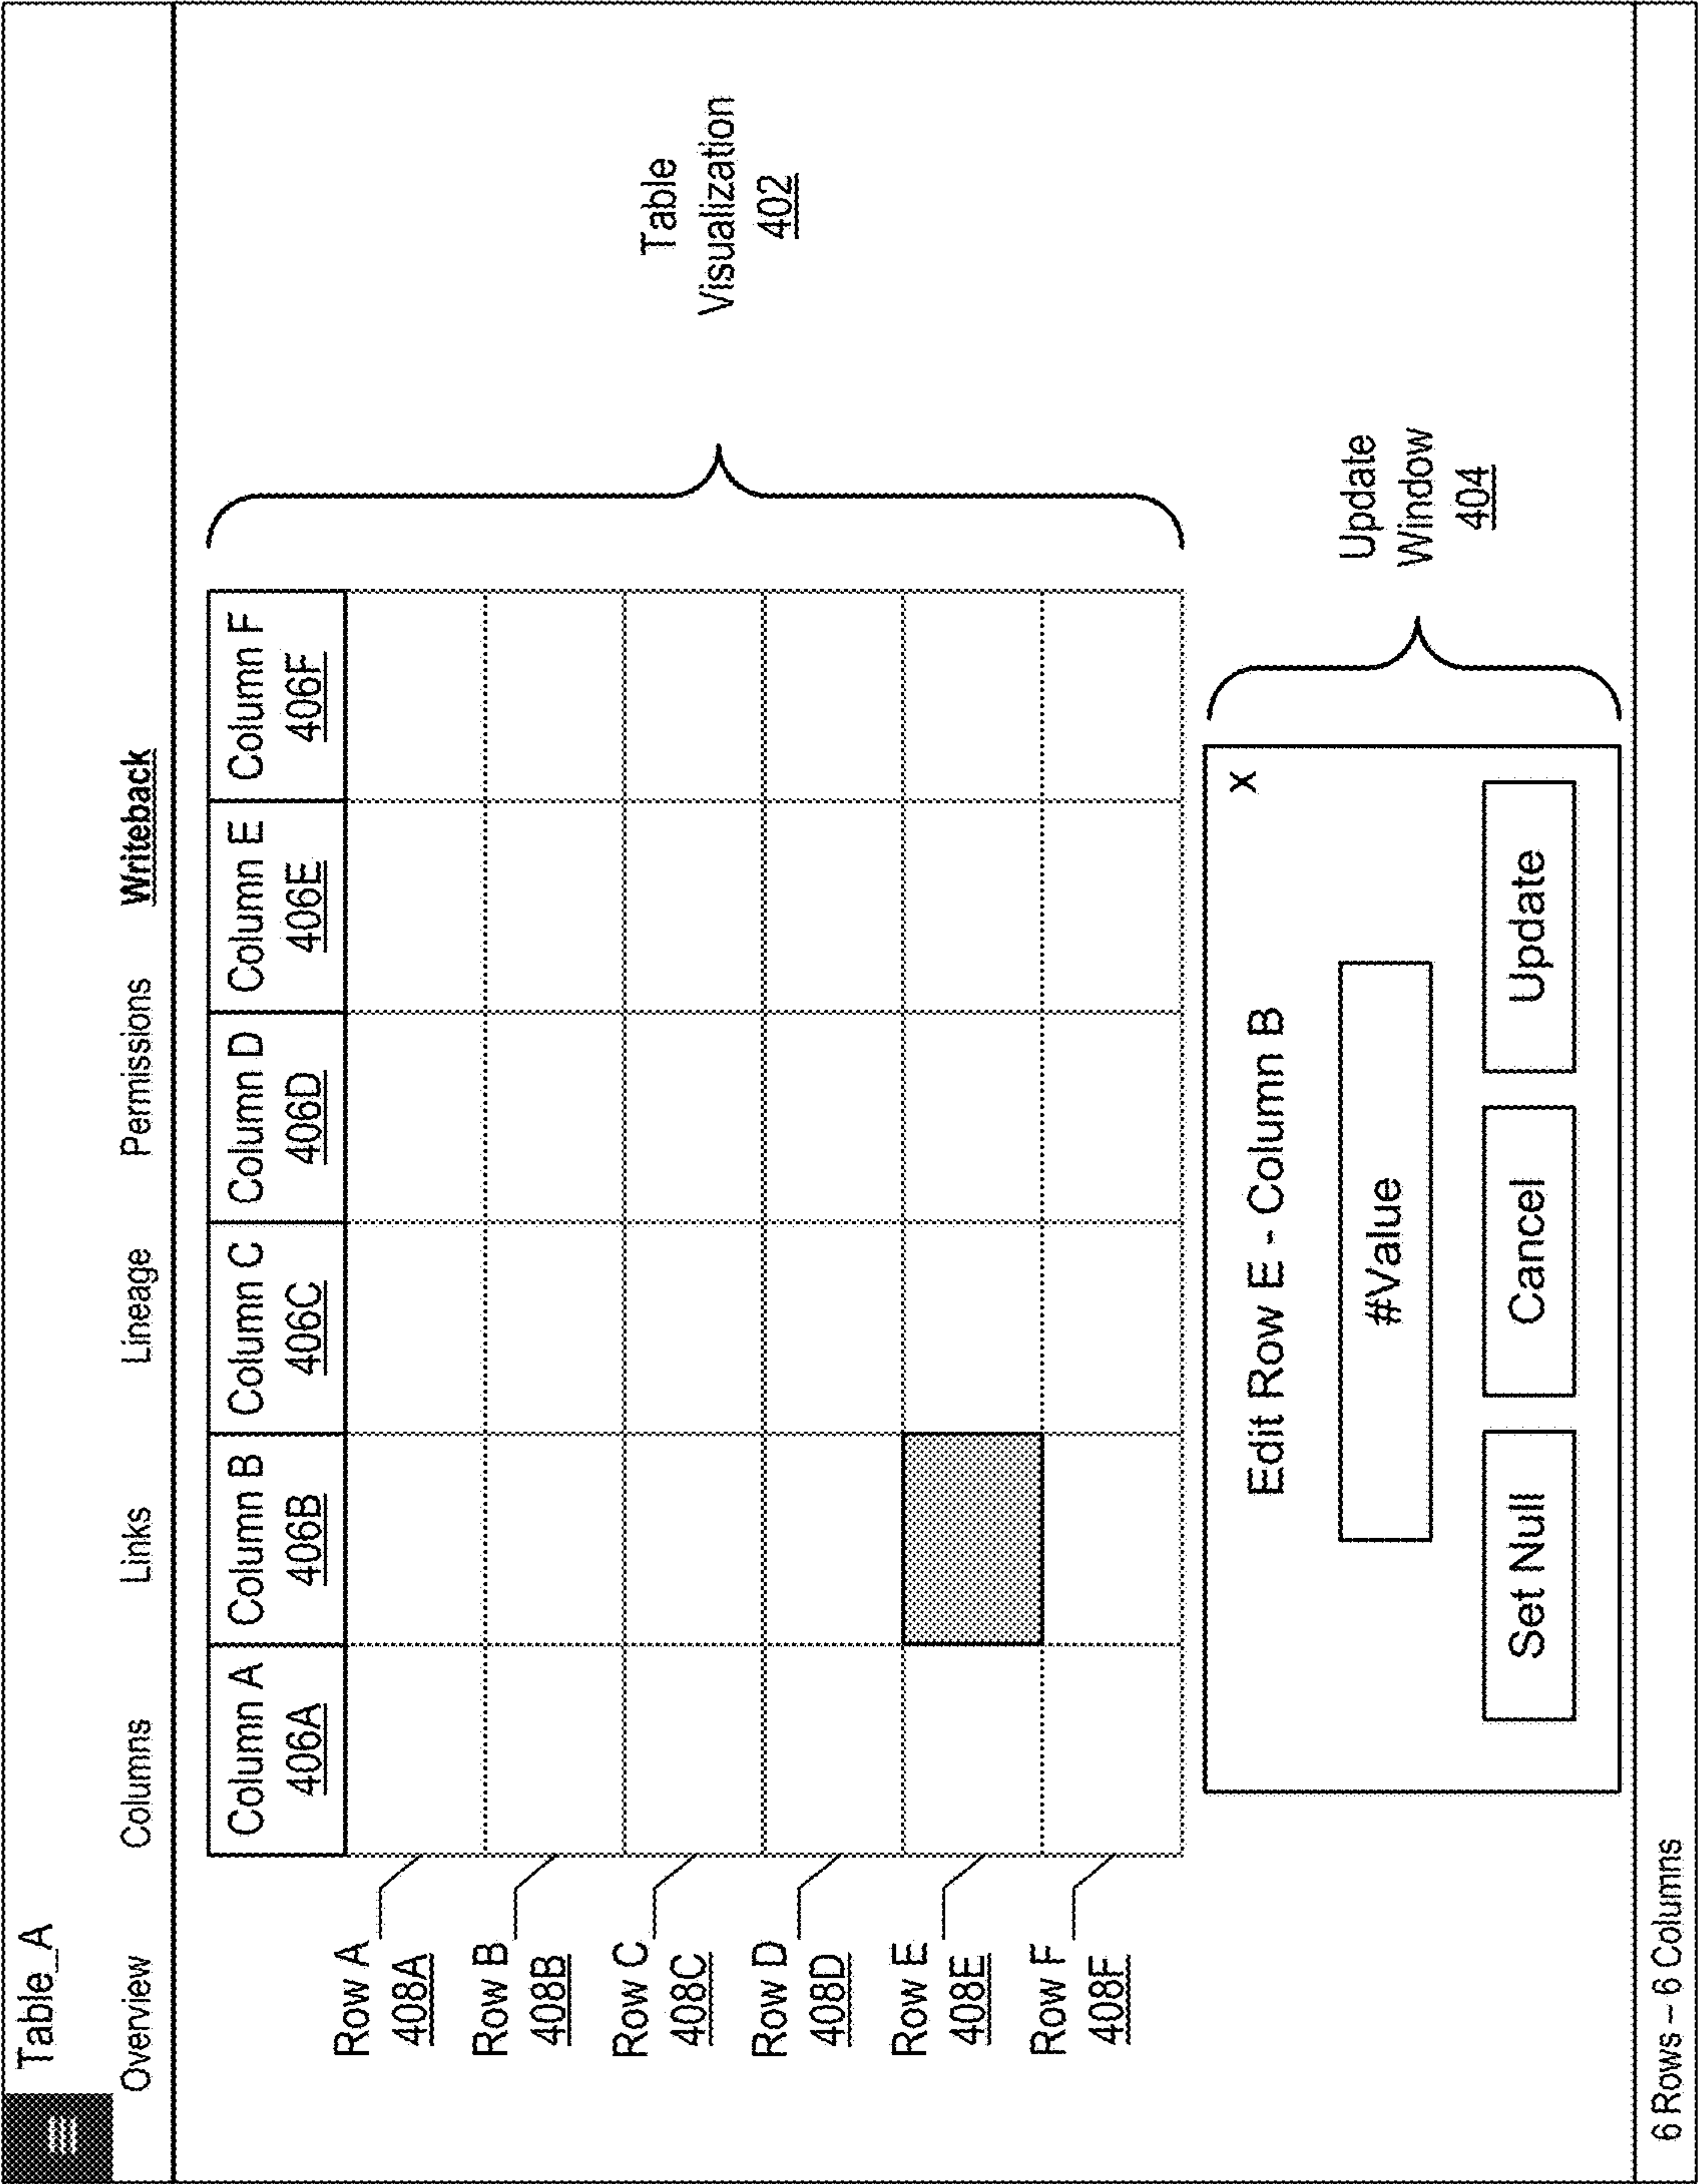 Table_A
Overview Columns Links Lineage Permissions Writeback
Column A Column B Column C Column D Column E Column F
406A 406B 406C 406D 406E 406F
Row A
408A
Row B
408B
Row C
408C
Row D
408D
Row E
408E
Row F
408F
Table
Visualization
402
Edit Row E - Column B
X
#Value
Set Null Cancel Update
Update
Window
404
6 Rows – 6 Columns